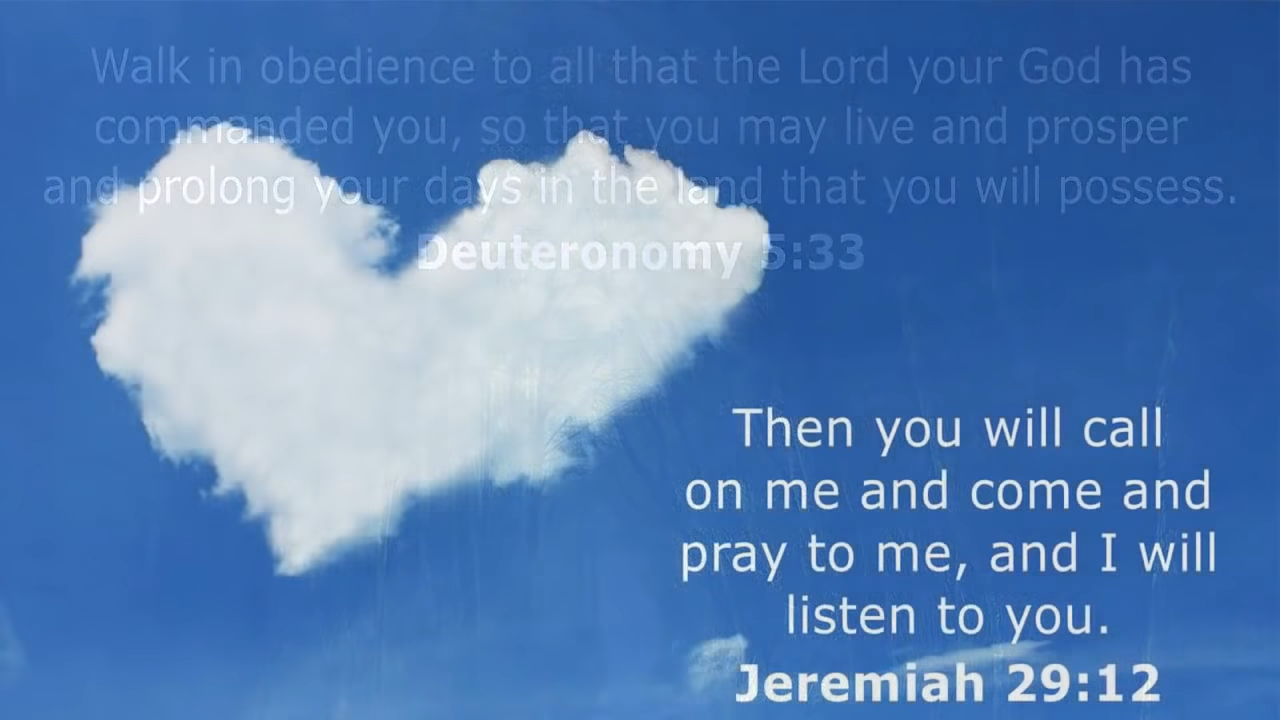 Walk in obedience to all that the Lord your God has
commanded you, so that you may live and prosper
and prolong your days in the land that you will possess.
Deuteronomy 5:33
Then you will call
on me and come and
pray to me, and I will
listen to you.
Jeremiah 29:12